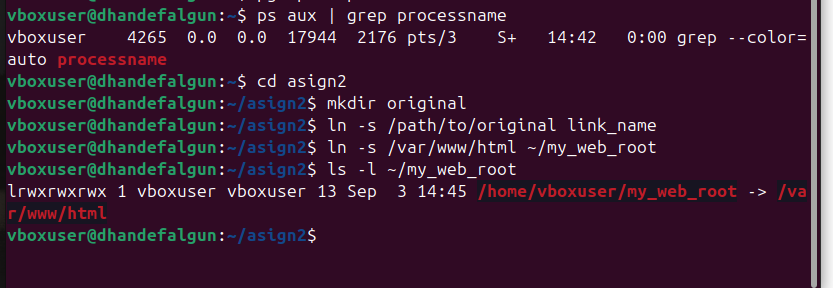 vboxuser@dhandefalgun:~$ ps aux | grep processname
vboxuser    4265  0.0  0.0  17944  2176 pts/3    S+   14:42   0:00 grep --color=
auto processname
vboxuser@dhandefalgun:~$ cd asign2
vboxuser@dhandefalgun:~/asign2$ mkdir original
vboxuser@dhandefalgun:~/asign2$ ln -s /path/to/original link_name
vboxuser@dhandefalgun:~/asign2$ ln -s /var/www/html ~/my_web_root
vboxuser@dhandefalgun:~/asign2$ ls -l ~/my_web_root
lrwxrwxrwx 1 vboxuser vboxuser 13 Sep  3 14:45 /home/vboxuser/my_web_root -> /va
r/www/html
vboxuser@dhandefalgun:~/asign2$